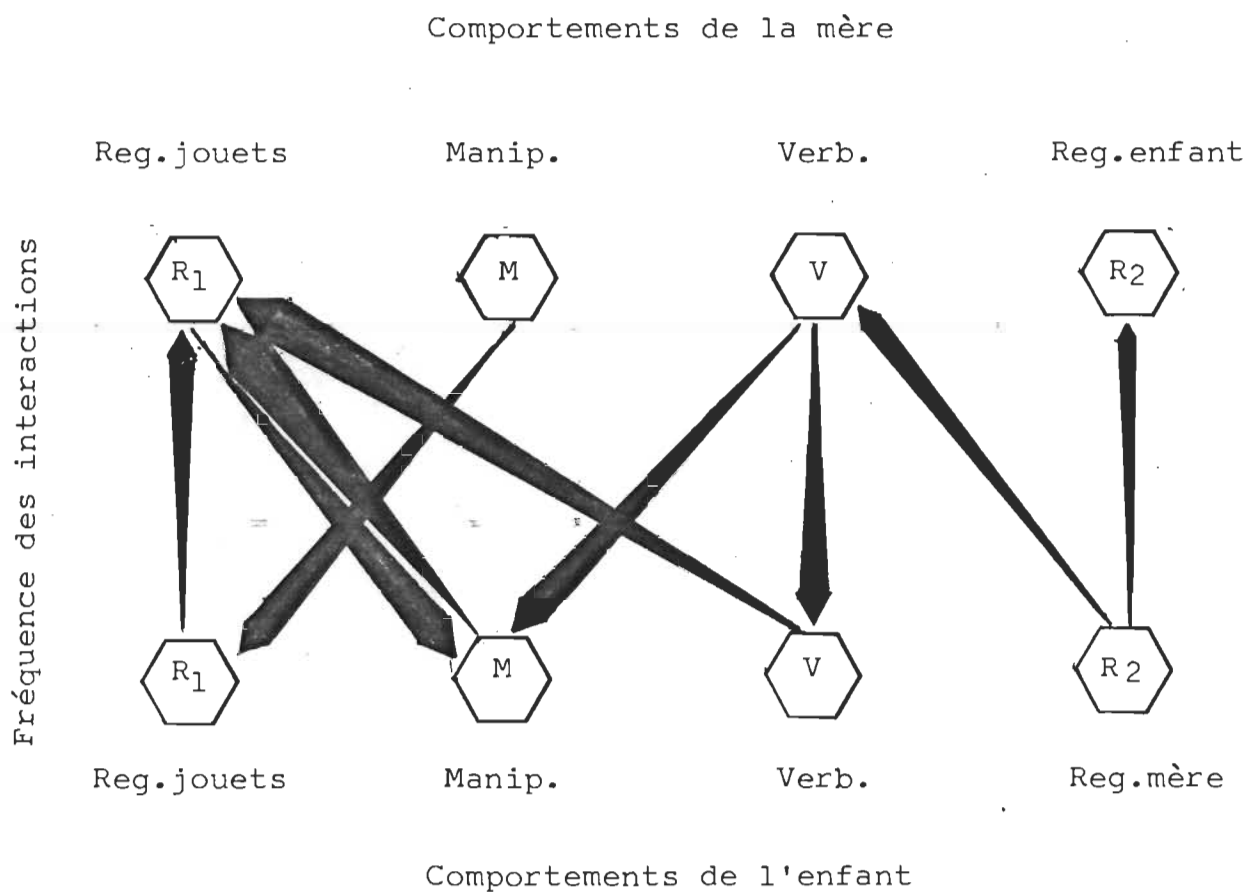 Comportements de la mère
Reg.jouets Manip. Verb. Reg.enfant
R1 M V R2
Fréquence des interactions
R1 M V R2
Reg.jouets Manip. Verb. Reg.mère
Comportements de l'enfant